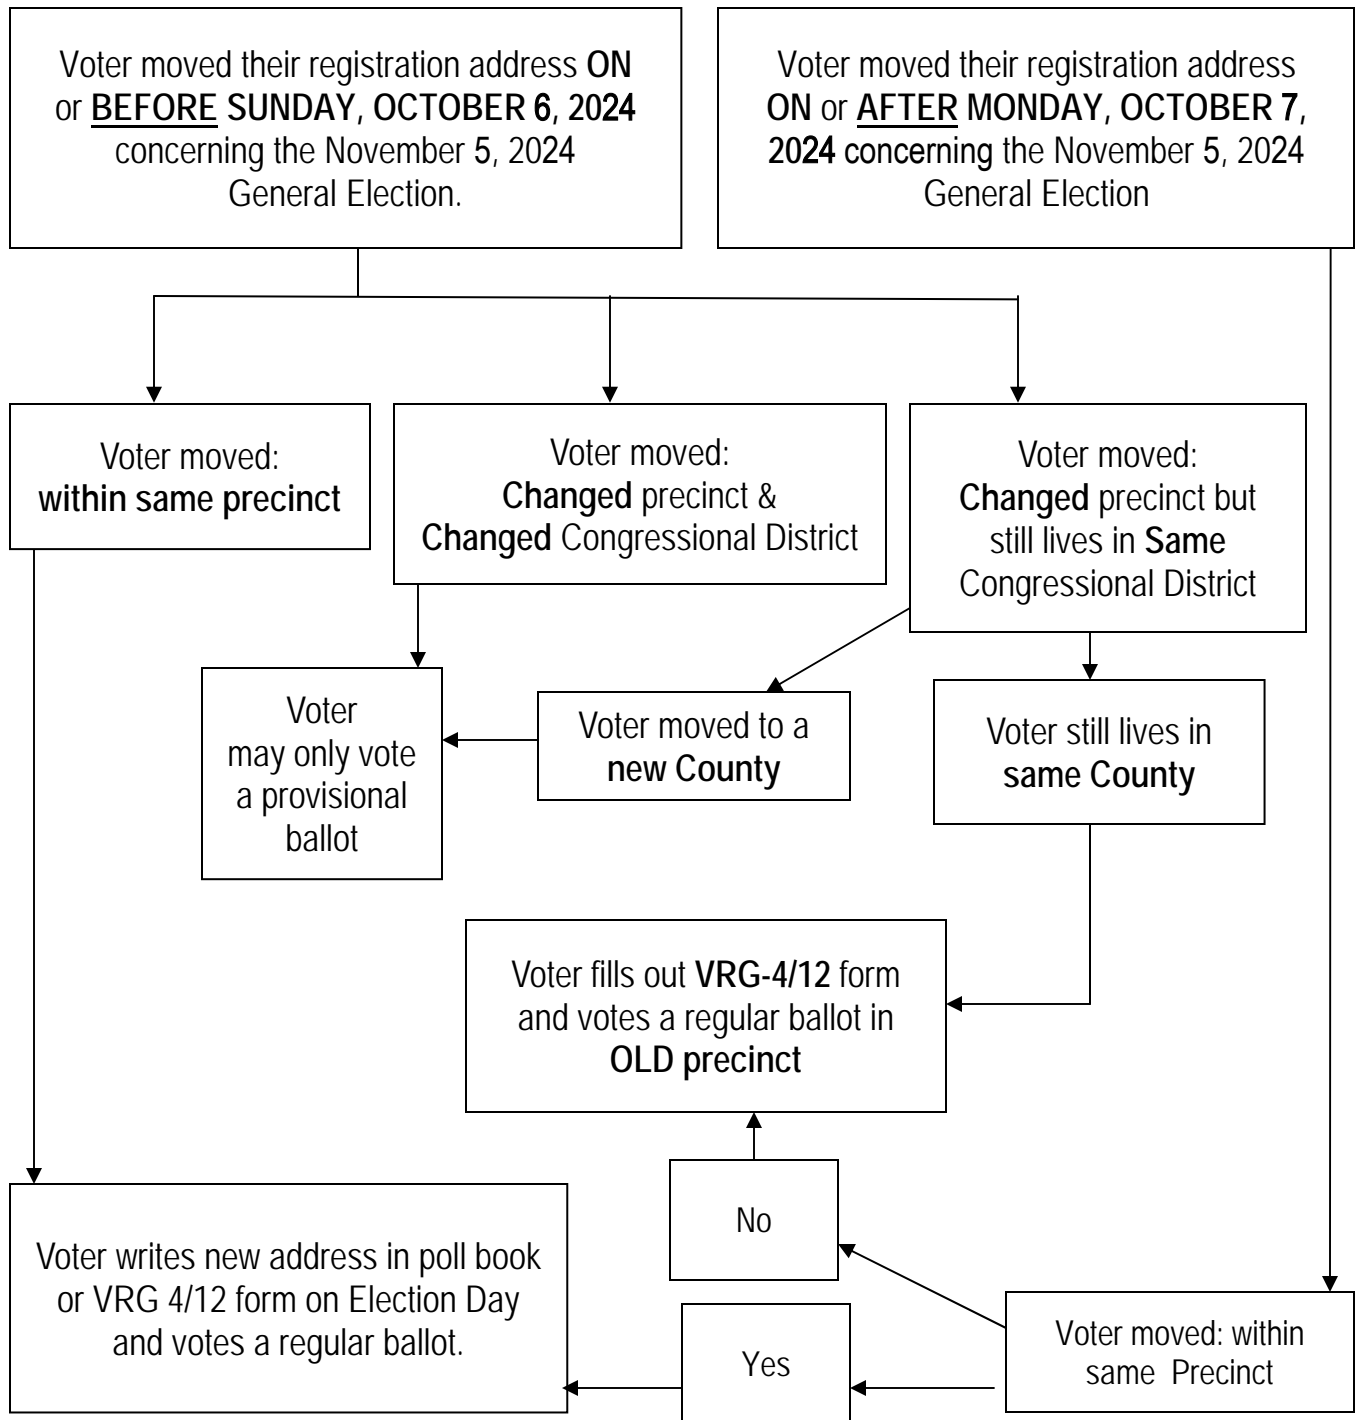 Voter moved their registration address ON
or BEFORE SUNDAY, OCTOBER 6, 2024
concerning the November 5, 2024
General Election.
Voter moved their registration address
ON or AFTER MONDAY, OCTOBER 7,
2024 concerning the November 5, 2024
General Election
Voter moved:
within same precinct
Voter moved:
Changed precinct &
Changed Congressional District
Voter moved:
Changed precinct but
still lives in Same
Congressional District
Voter
may only vote
a provisional
ballot
Voter moved to a
new County
Voter still lives in
same County
Voter fills out VRG-4/12 form
and votes a regular ballot in
OLD precinct
No
Voter writes new address in poll book
or VRG 4/12 form on Election Day
and votes a regular ballot.
Yes
Voter moved: within
same Precinct